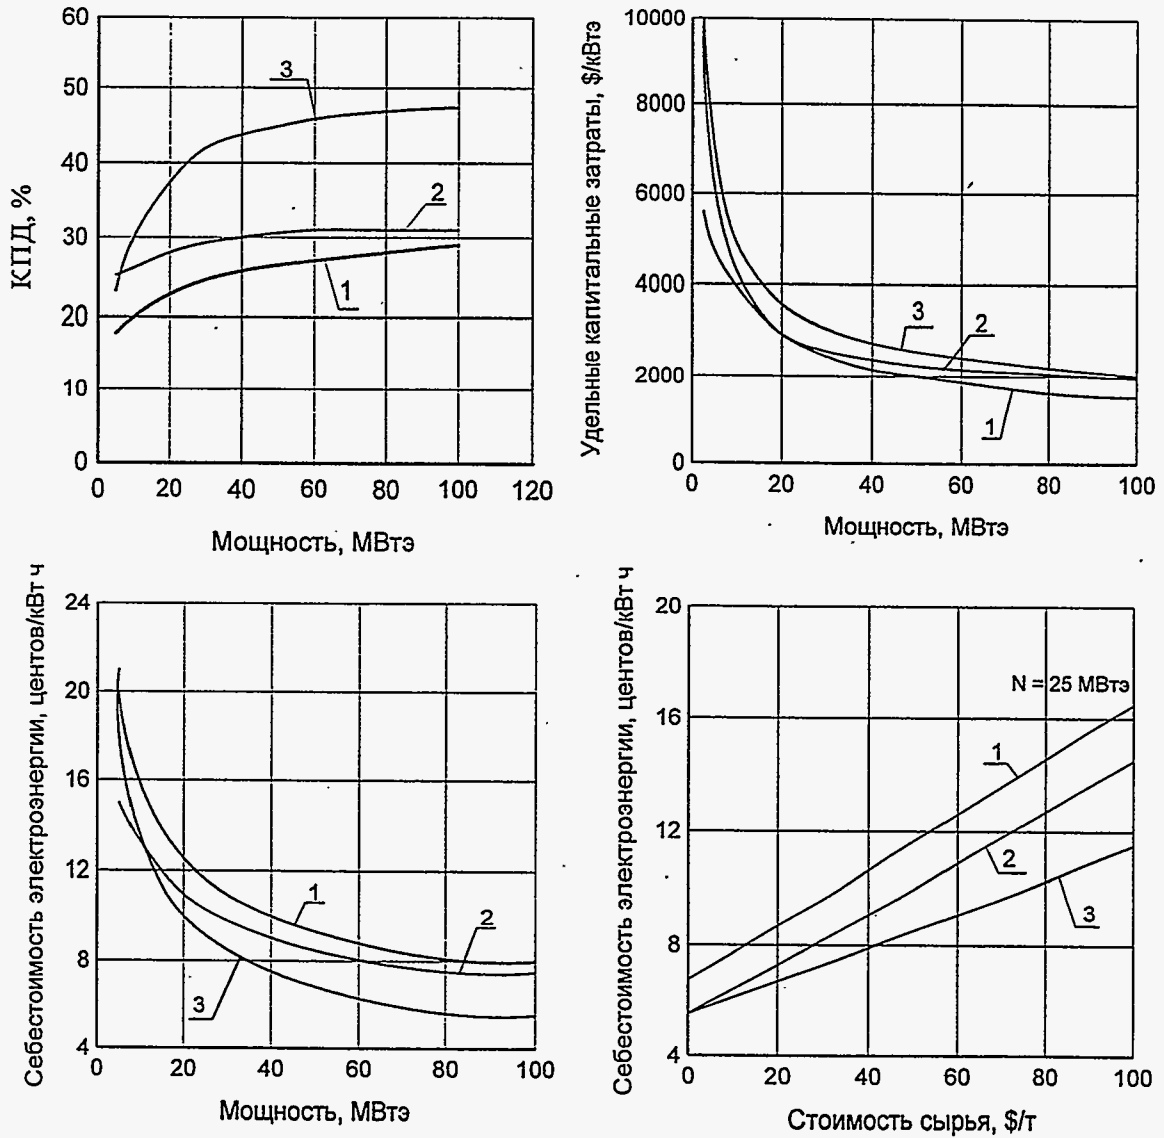 КПД, %
60
50
40
30
20
10
0
3
2
1
0 20 40 60 80 100 120
Мощность, МВтэ
Удельные капитальные затраты, $/кВтэ
10000
8000
6000
4000
2000
0
3
2
1
0 20 40 60 80 100
Мощность, МВтэ
Себестоимость электроэнергии, центов/кВт ч
24
20
16
12
8
4
1
2
3
0 20 40 60 80 100
Мощность, МВтэ
Себестоимость электроэнергии, центов/кВт ч
20
16
12
8
4
N = 25 МВтэ
1
2
3
0 20 40 60 80 100
Стоимость сырья, $/т